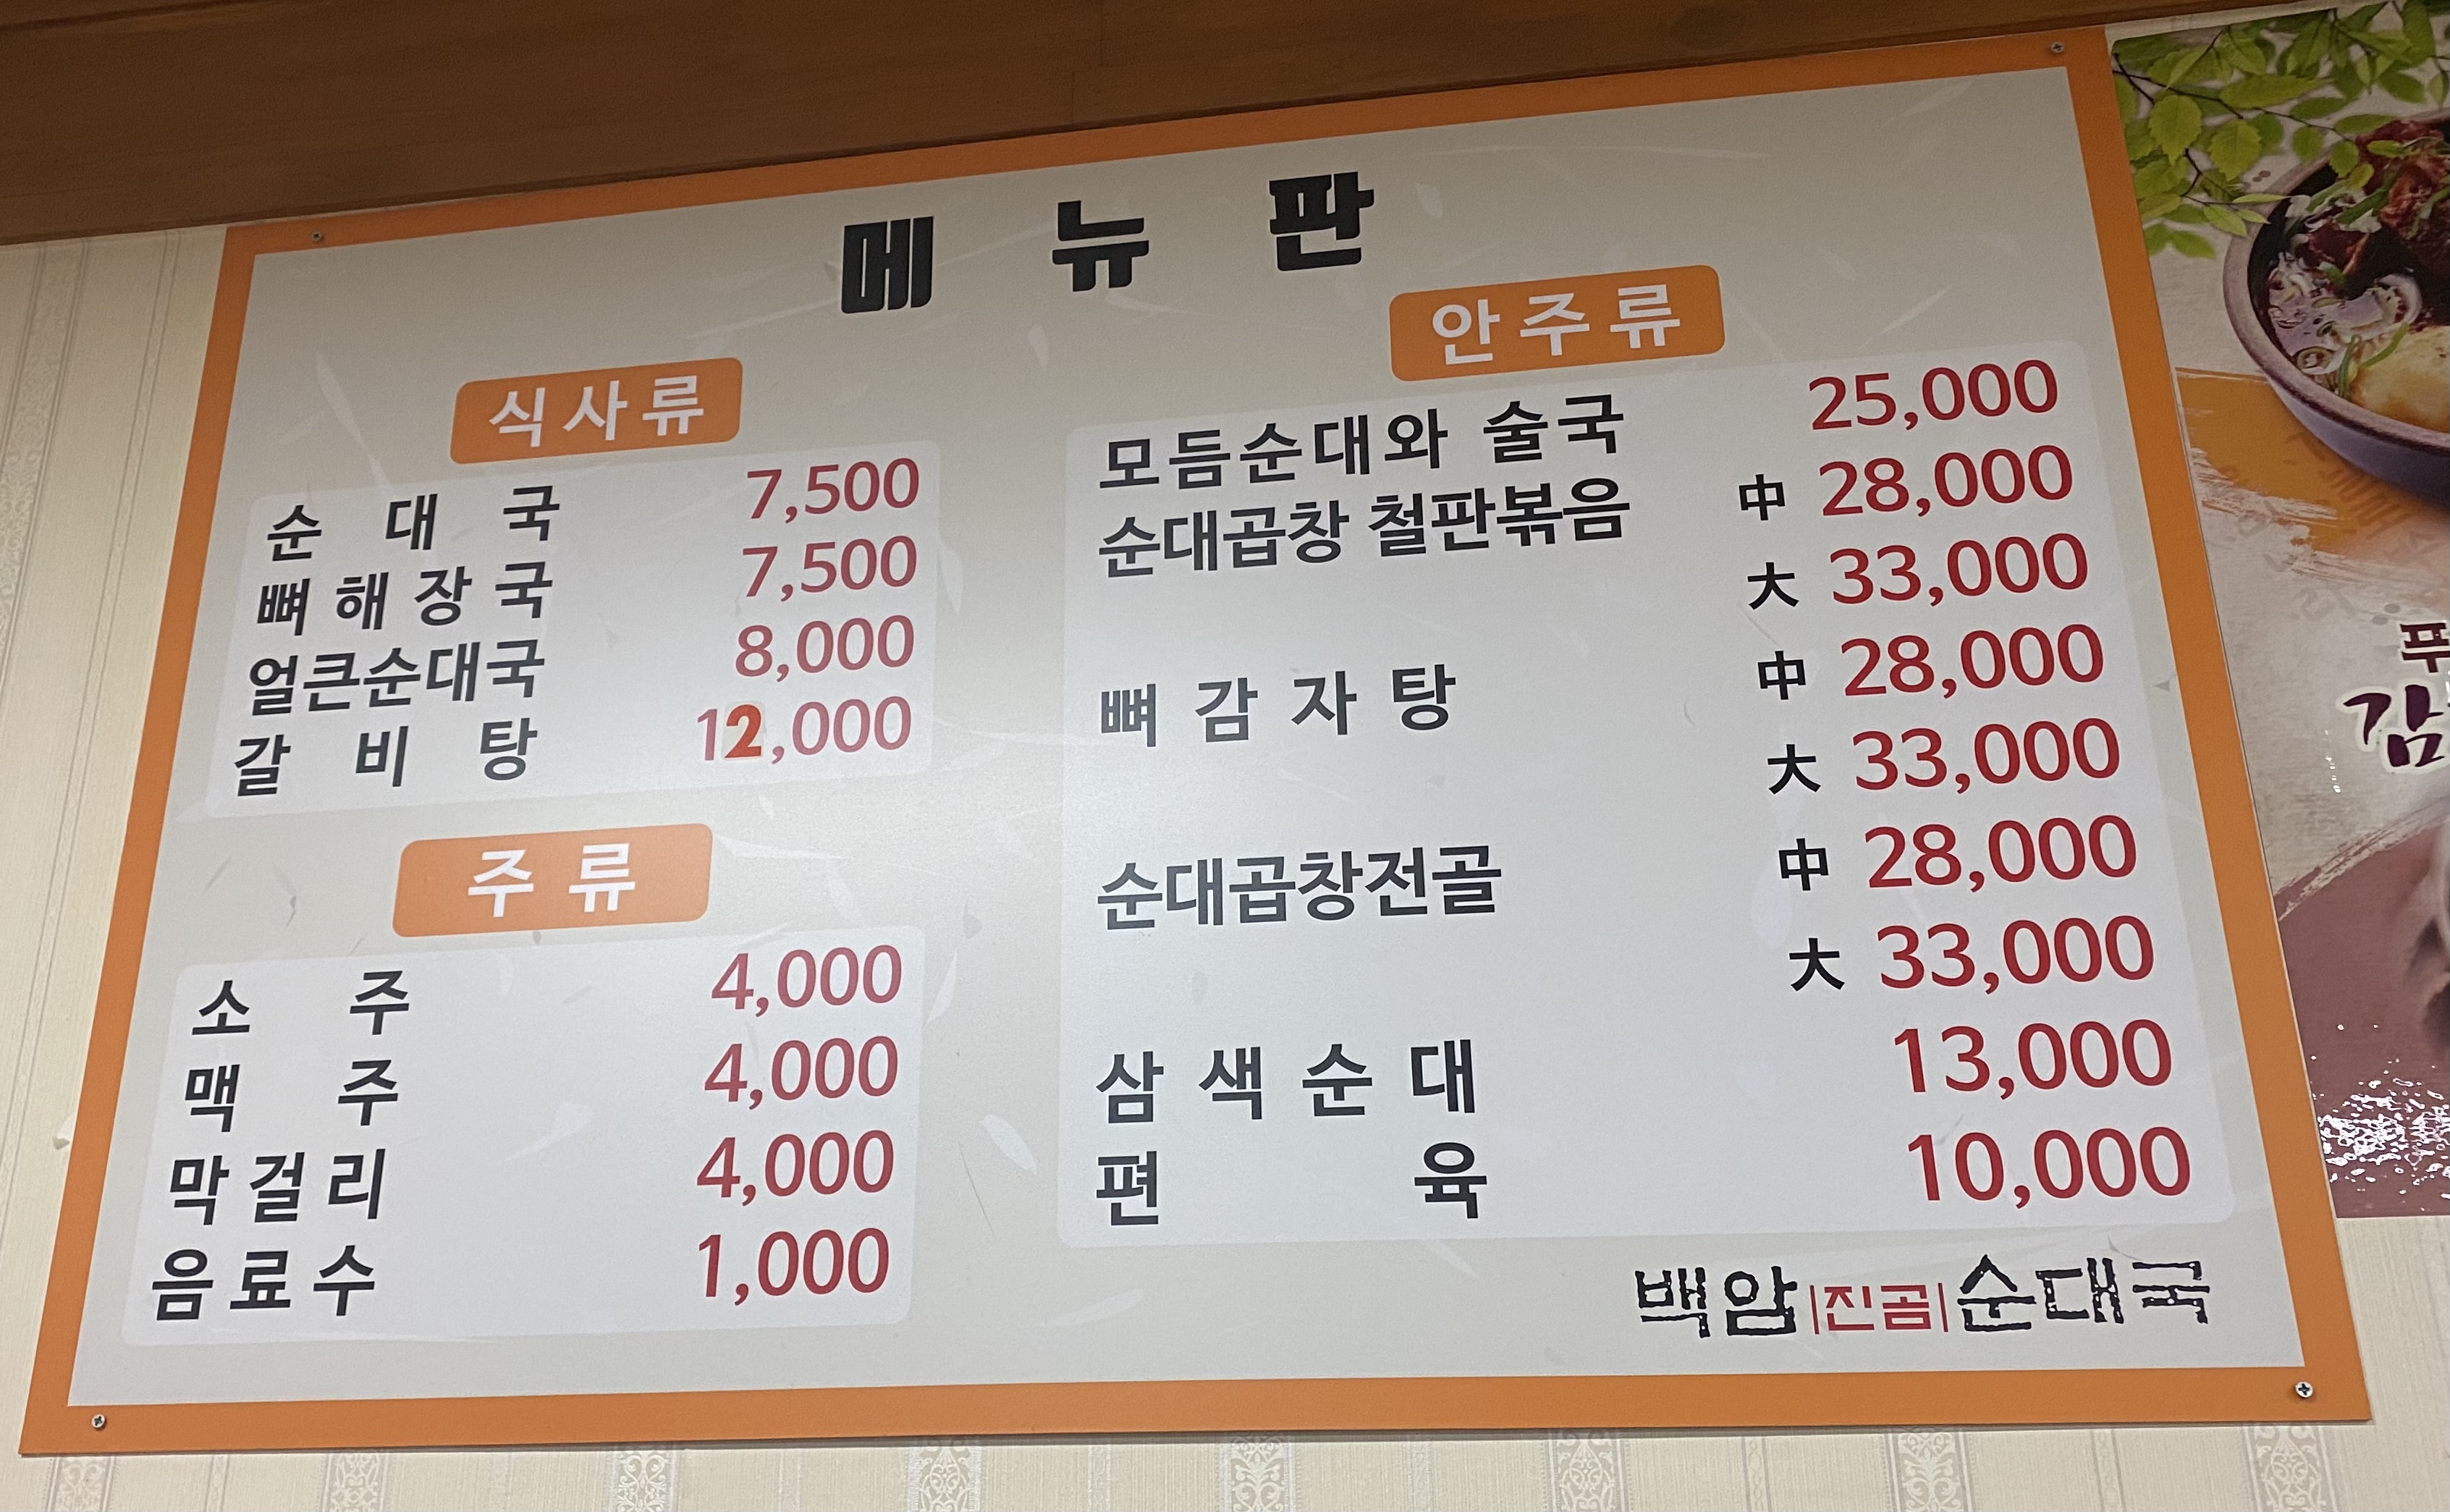 메뉴판
식사류
순대국 7,500
뼈해장국 7,500
얼큰순대국 8,000
갈비탕 12,000
주류
소주 4,000
맥주 4,000
막걸리 4,000
음료수 1,000
안주류
모듬순대와 술국 25,000
순대곱창 철판볶음 中 28,000
大 33,000
뼈감자탕 中 28,000
大 33,000
순대곱창전골 中 28,000
大 33,000
삼색순대 13,000
편육 10,000
백암|진곰|순대국